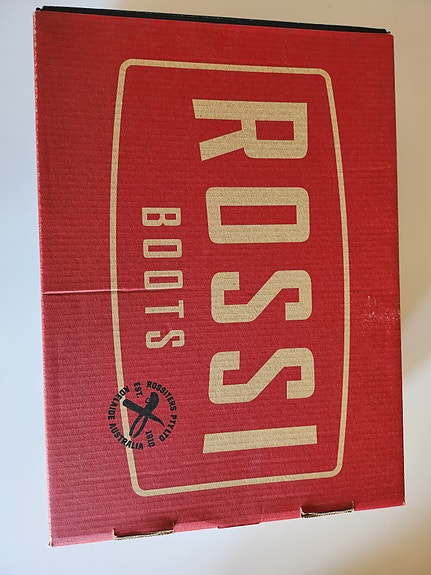 ROSSI
BOOTS
ROSSITERS PTY LTD
EST. 1910
ADELAIDE AUSTRALIA